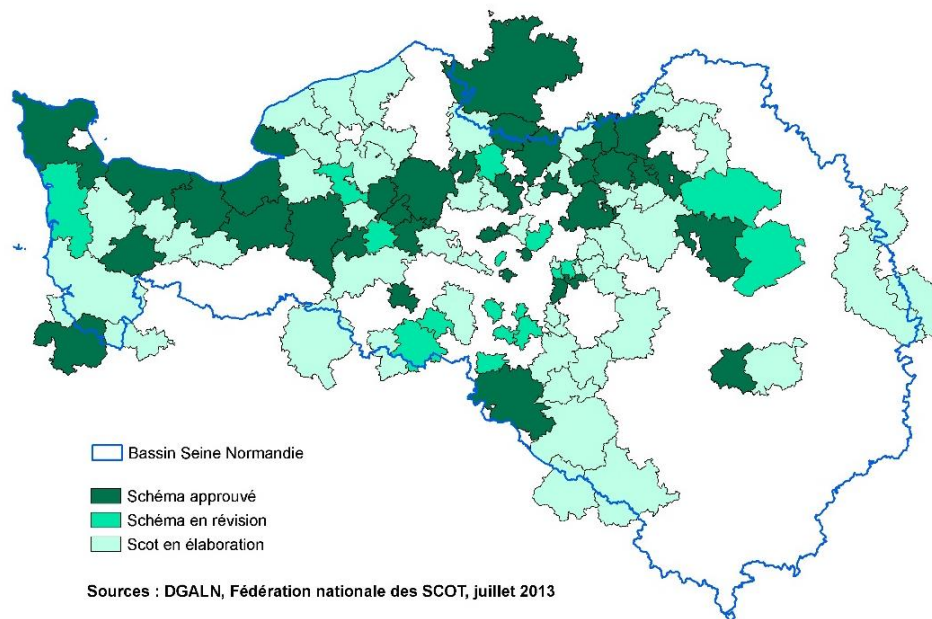 Bassin Seine Normandie
Schéma approuvé
Schéma en révision
Scot en élaboration
Sources : DGALN, Fédération nationale des SCOT, juillet 2013